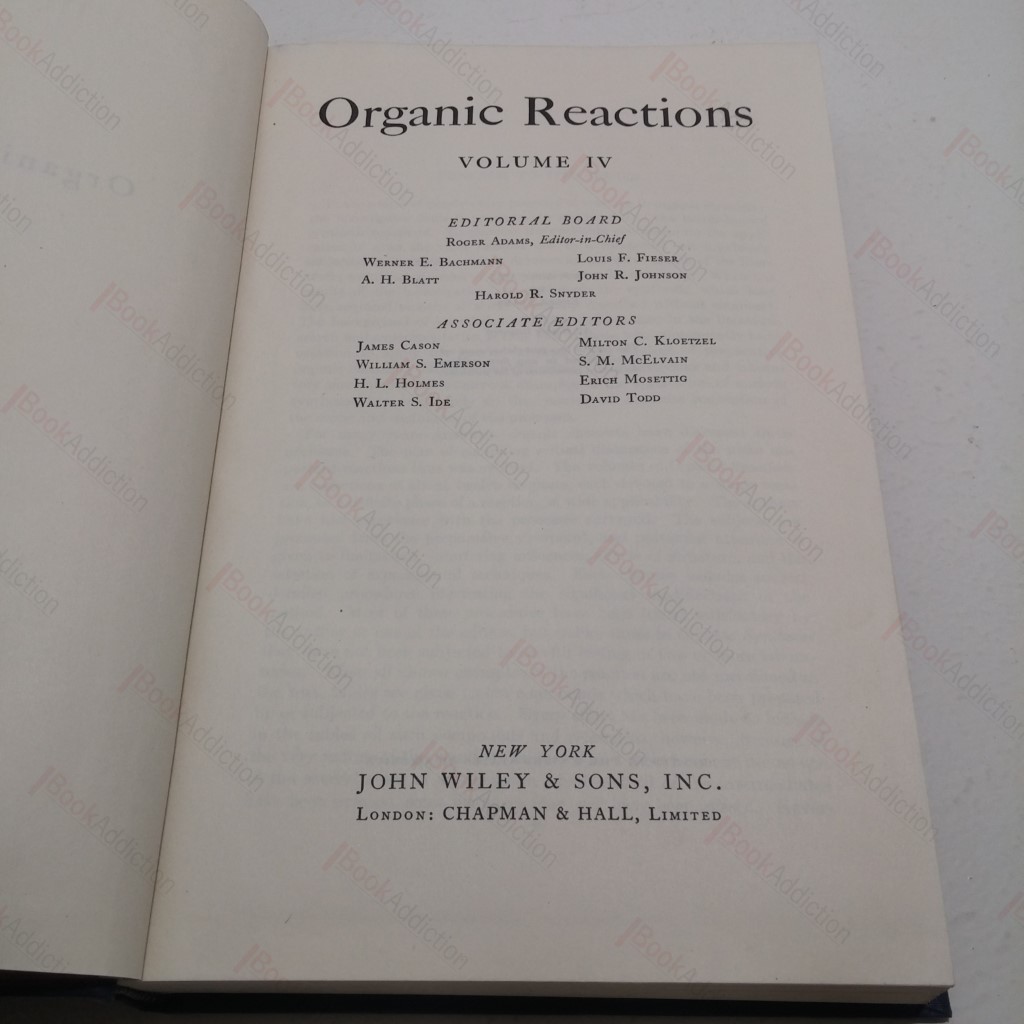 Organic Reactions
VOLUME IV
EDITORIAL BOARD
ROGER ADAMS, Editor-in-Chief
WERNER E. BACHMANN LOUIS F. FIESER
A. H. BLATT JOHN R. JOHNSON
HAROLD R. SNYDER
ASSOCIATE EDITORS
JAMES CASON MILTON C. KLOETZEL
WILLIAM S. EMERSON S. M. MCELVAIN
H. L. HOLMES ERICH MOSETTIG
WALTER S. IDE DAVID TODD
NEW YORK
JOHN WILEY & SONS, INC.
LONDON: CHAPMAN & HALL, LIMITED
BookAddiction